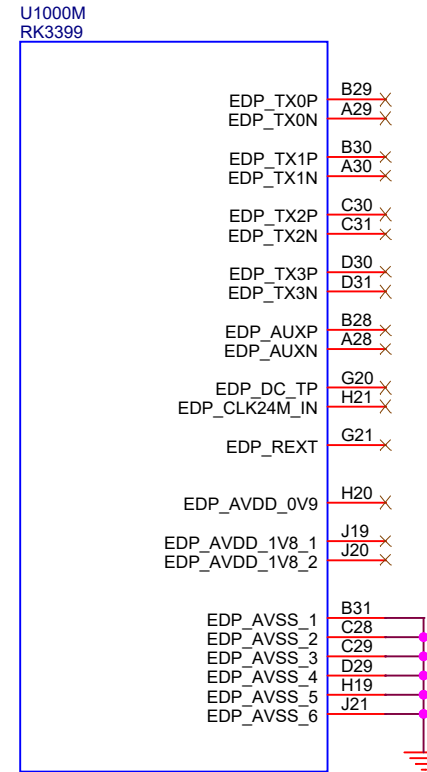 U1000M
RK3399
EDP_TX0P B29
EDP_TX0N A29
EDP_TX1P B30
EDP_TX1N A30
EDP_TX2P C30
EDP_TX2N C31
EDP_TX3P D30
EDP_TX3N D31
EDP_AUXP B28
EDP_AUXN A28
EDP_DC_TP G20
EDP_CLK24M_IN H21
EDP_REXT G21
EDP_AVDD_0V9 H20
EDP_AVDD_1V8_1 J19
EDP_AVDD_1V8_2 J20
EDP_AVSS_1 B31
EDP_AVSS_2 C28
EDP_AVSS_3 C29
EDP_AVSS_4 D29
EDP_AVSS_5 H19
EDP_AVSS_6 J21